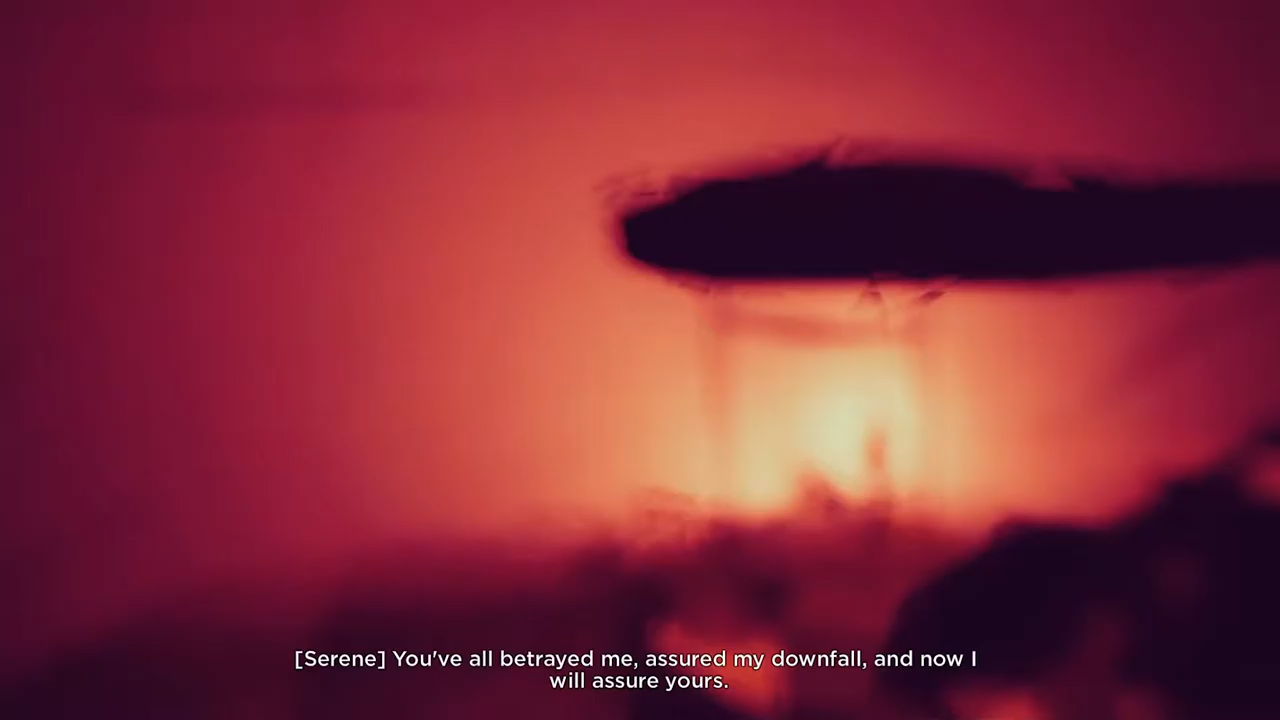 [Serene] You've all betrayed me, assured my downfall, and now I
will assure yours.